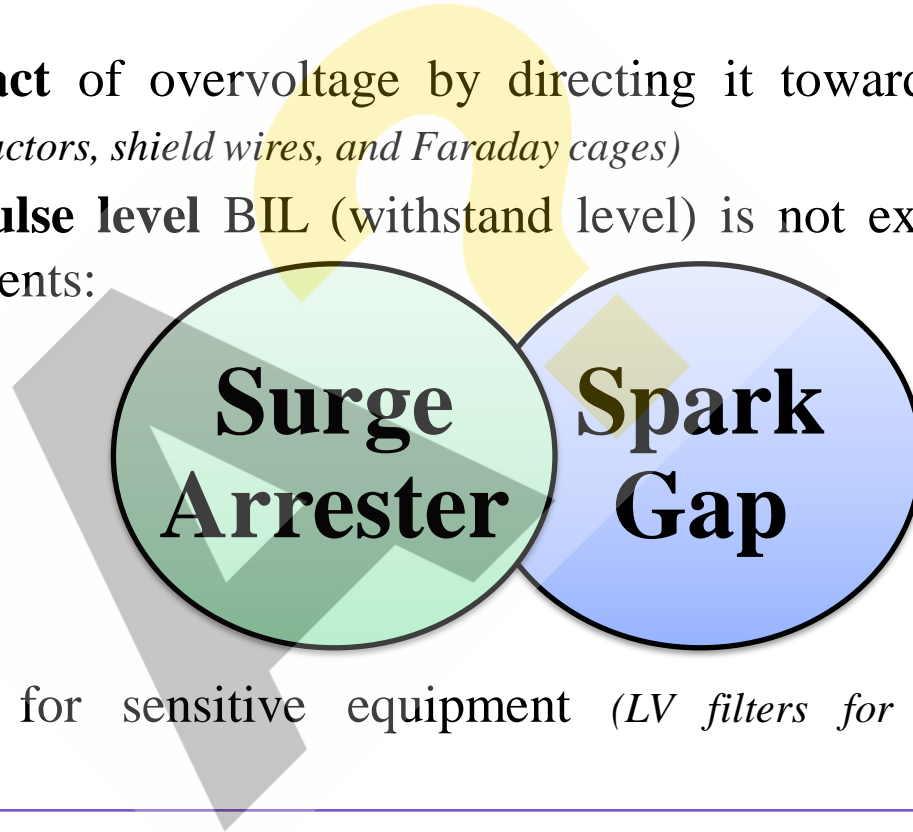 act of overvoltage by directing it toward
uctors, shield wires, and Faraday cages)
ulse level BIL (withstand level) is not ex
ents:
Surge
Arrester
Spark
Gap
for sensitive equipment (LV filters for